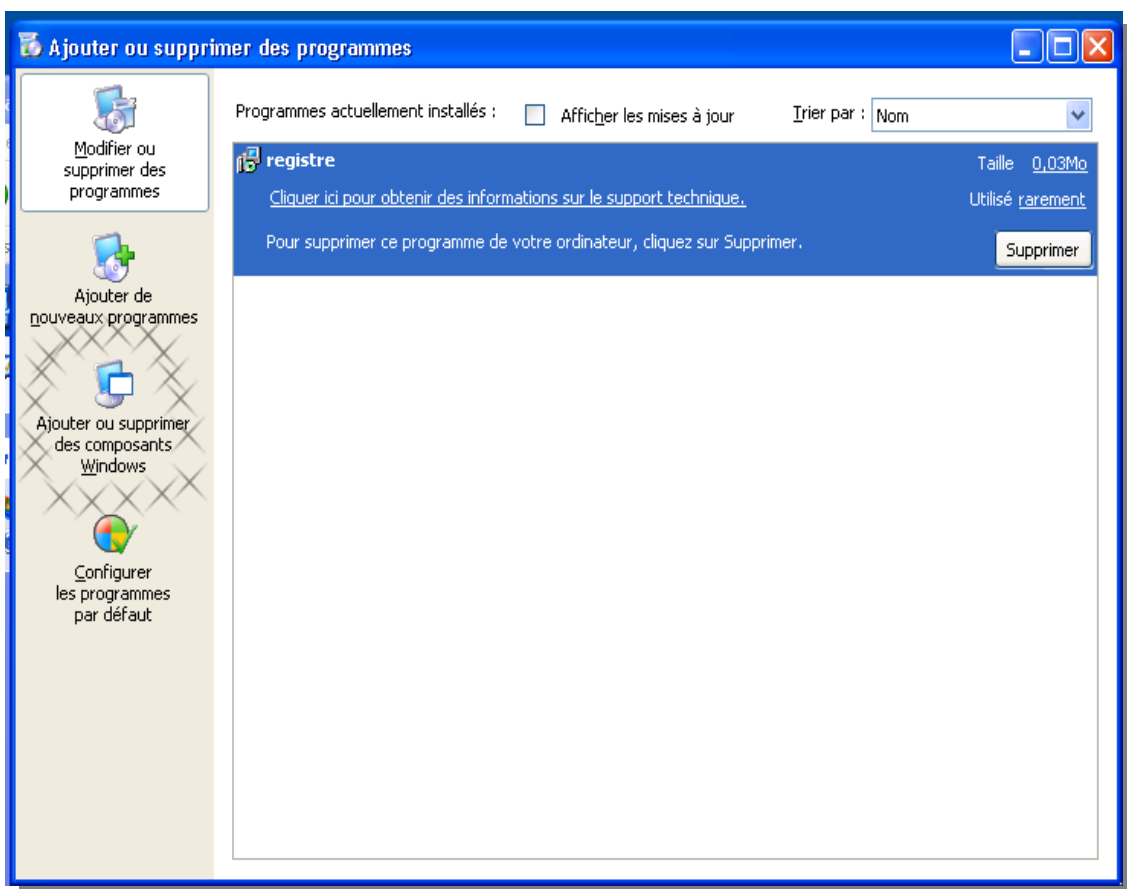 Ajouter ou supprimer des programmes
Modifier ou
supprimer des
programmes
Ajouter de
nouveaux programmes
Ajouter ou supprimer
des composants
Windows
Configurer
les programmes
par défaut
Programmes actuellement installés :
Afficher les mises à jour
Trier par :
Nom
registre
Taille 0,03Mo
Cliquer ici pour obtenir des informations sur le support technique.
Utilisé rarement
Pour supprimer ce programme de votre ordinateur, cliquez sur Supprimer.
Supprimer